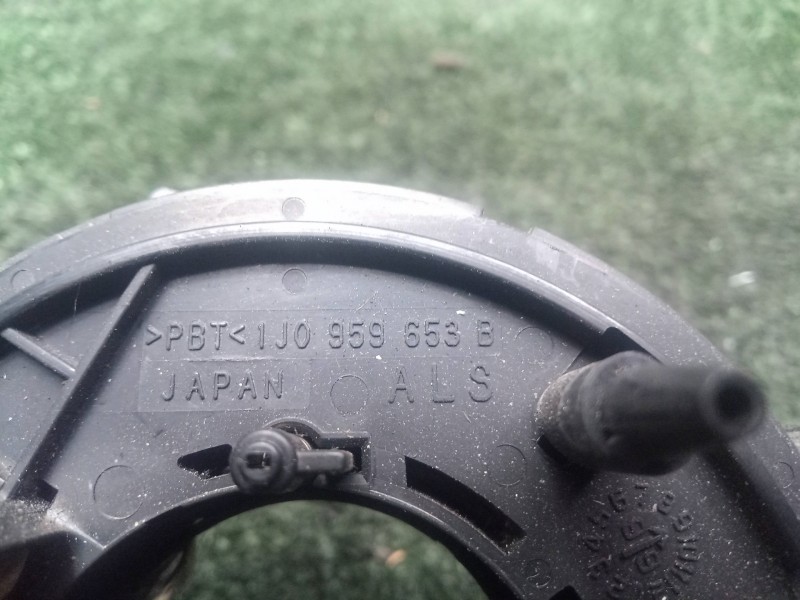 >PBT< 1J0 959 653 B
JAPAN ALS